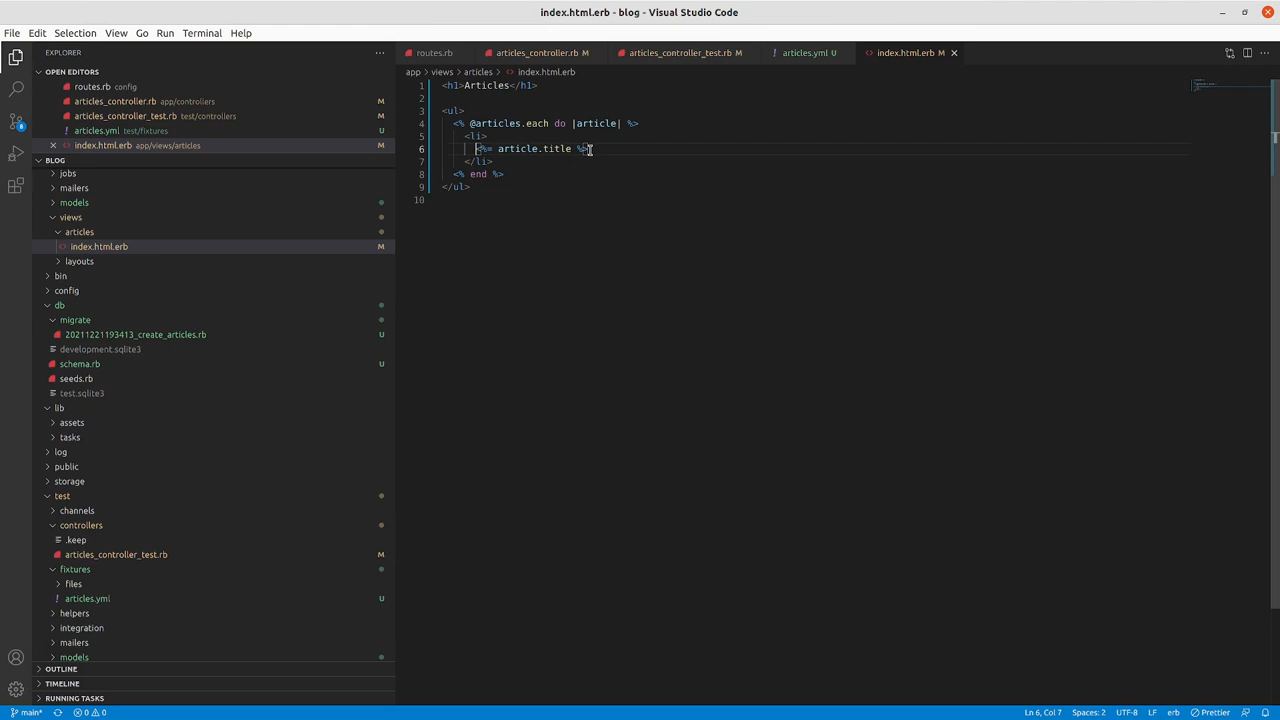 index.html.erb - blog - Visual Studio Code
File Edit Selection View Go Run Terminal Help
EXPLORER
OPEN EDITORS
routes.rb config
articles_controller.rb app/controllers M
articles_controller_test.rb test/controllers M
articles.yml test/fixtures U
index.html.erb app/views/articles M
BLOG
jobs
mailers
models
views
articles
index.html.erb M
layouts
bin
config
db
migrate
20211221193413_create_articles.rb U
development.sqlite3
schema.rb U
seeds.rb
test.sqlite3
lib
assets
tasks
log
public
storage
test
channels
controllers
.keep
articles_controller_test.rb M
fixtures
files
articles.yml U
helpers
integration
mailers
models
OUTLINE
TIMELINE
RUNNING TASKS
routes.rb articles_controller.rb M articles_controller_test.rb M articles.yml U index.html.erb M
app > views > articles > index.html.erb
1 <h1>Articles</h1>
2
3 <ul>
4 <% @articles.each do |article| %>
5 <li>
6 <%= article.title %>
7 </li>
8 <% end %>
9 </ul>
10
8
main* 0 0 Ln 6, Col 7 Spaces: 2 UTF-8 LF erb Prettier